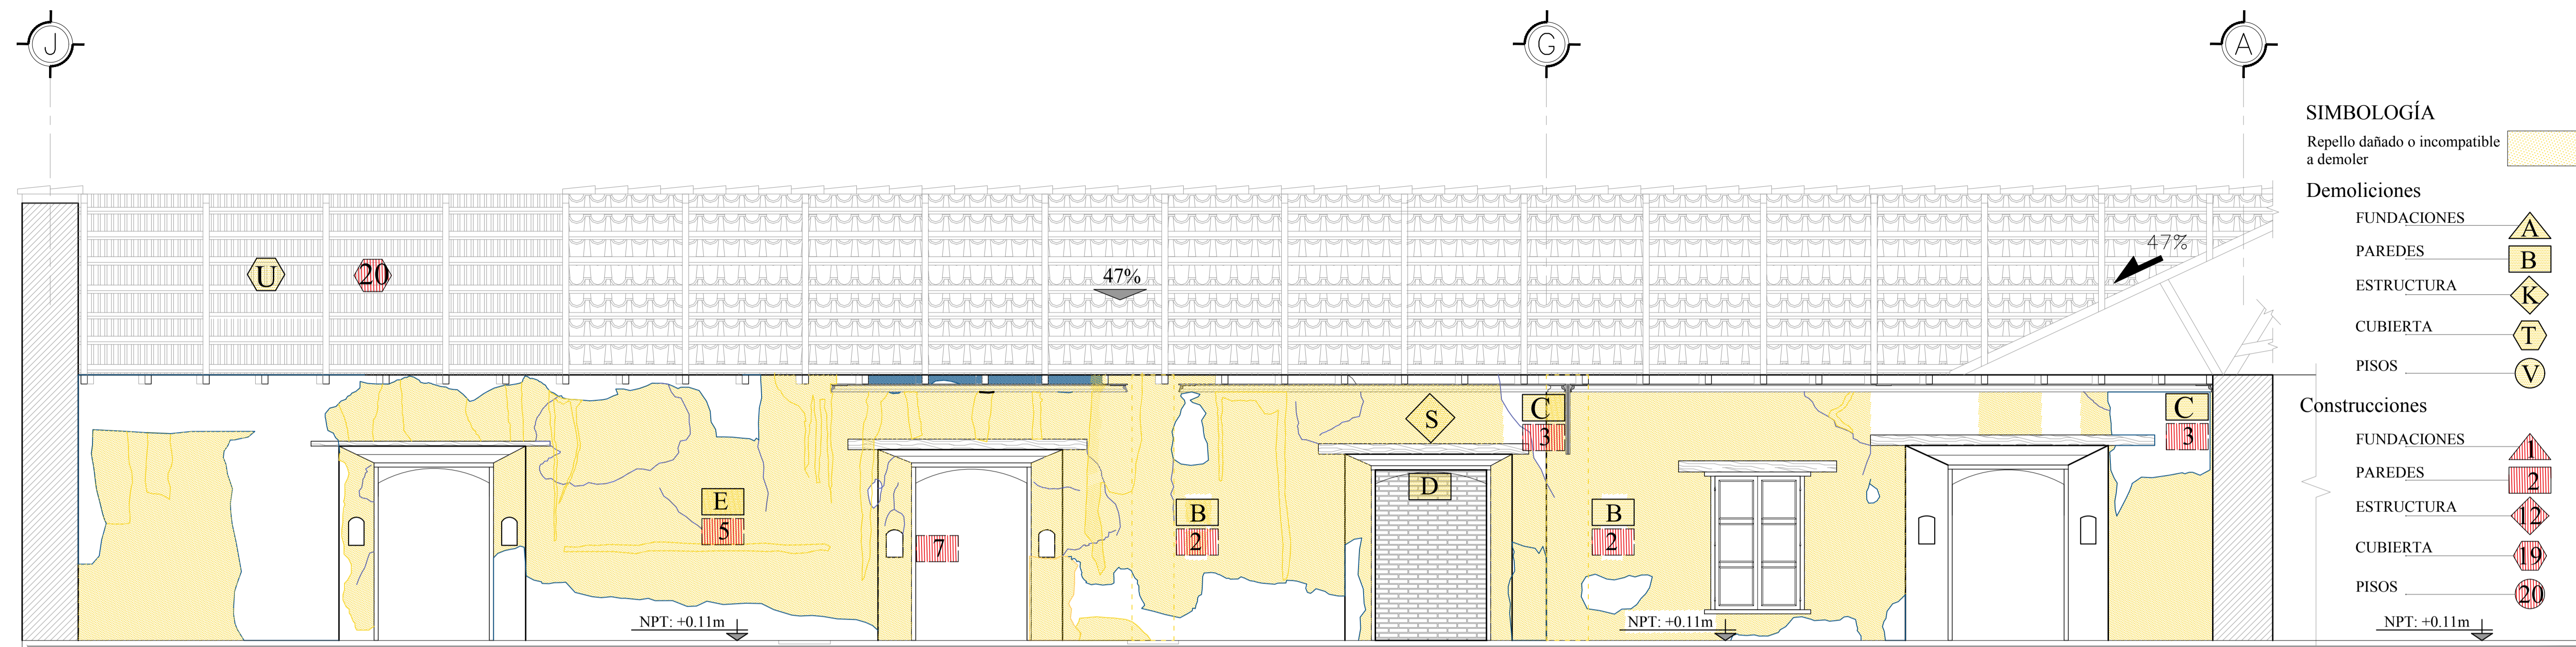 J
G
A
SIMBOLOGÍA
Repello dañado o incompatible
a demoler
Demoliciones
FUNDACIONES A
PAREDES B
ESTRUCTURA K
CUBIERTA T
PISOS V
Construcciones
FUNDACIONES 1
PAREDES 2
ESTRUCTURA 12
CUBIERTA 19
PISOS 20
47%
U
20
47%
S
C
3
C
3
D
E
5
B
2
B
2
7
NPT: +0.11m
NPT: +0.11m
NPT: +0.11m